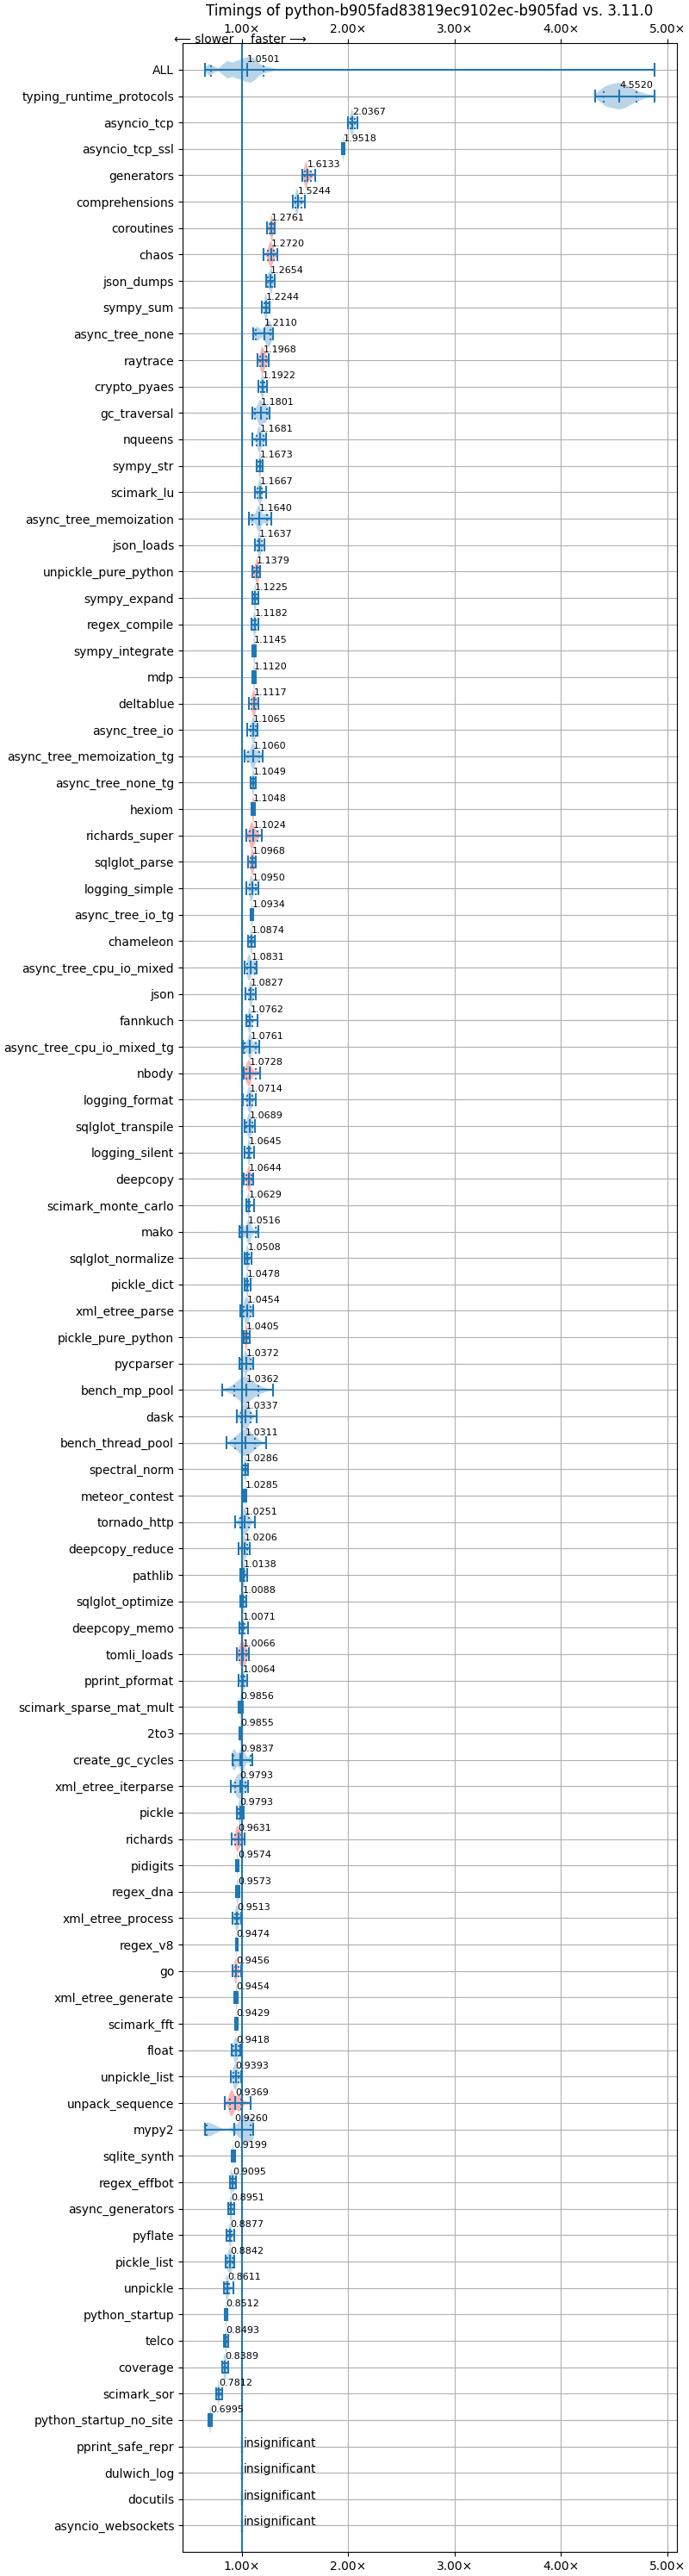 Timings of python-b905fad83819ec9102ec-b905fad vs. 3.11.0
⟵ slower faster ⟶
1.00× 2.00× 3.00× 4.00× 5.00×
ALL 1.0501
typing_runtime_protocols 4.5520
asyncio_tcp 2.0367
asyncio_tcp_ssl 1.9518
generators 1.6133
comprehensions 1.5244
coroutines 1.2761
chaos 1.2720
json_dumps 1.2654
sympy_sum 1.2244
async_tree_none 1.2110
raytrace 1.1968
crypto_pyaes 1.1922
gc_traversal 1.1801
nqueens 1.1681
sympy_str 1.1673
scimark_lu 1.1667
async_tree_memoization 1.1640
json_loads 1.1637
unpickle_pure_python 1.1379
sympy_expand 1.1225
regex_compile 1.1182
sympy_integrate 1.1145
mdp 1.1120
deltablue 1.1117
async_tree_io 1.1065
async_tree_memoization_tg 1.1060
async_tree_none_tg 1.1049
hexiom 1.1048
richards_super 1.1024
sqlglot_parse 1.0968
logging_simple 1.0950
async_tree_io_tg 1.0934
chameleon 1.0874
async_tree_cpu_io_mixed 1.0831
json 1.0827
fannkuch 1.0762
async_tree_cpu_io_mixed_tg 1.0761
nbody 1.0728
logging_format 1.0714
sqlglot_transpile 1.0689
logging_silent 1.0645
deepcopy 1.0644
scimark_monte_carlo 1.0629
mako 1.0516
sqlglot_normalize 1.0508
pickle_dict 1.0478
xml_etree_parse 1.0454
pickle_pure_python 1.0405
pycparser 1.0372
bench_mp_pool 1.0362
dask 1.0337
bench_thread_pool 1.0311
spectral_norm 1.0286
meteor_contest 1.0285
tornado_http 1.0251
deepcopy_reduce 1.0206
pathlib 1.0138
sqlglot_optimize 1.0088
deepcopy_memo 1.0071
tomli_loads 1.0066
pprint_pformat 1.0064
scimark_sparse_mat_mult 0.9856
2to3 0.9855
create_gc_cycles 0.9837
xml_etree_iterparse 0.9793
pickle 0.9793
richards 0.9631
pidigits 0.9574
regex_dna 0.9573
xml_etree_process 0.9513
regex_v8 0.9474
go 0.9456
xml_etree_generate 0.9454
scimark_fft 0.9429
float 0.9418
unpickle_list 0.9393
unpack_sequence 0.9369
mypy2 0.9260
sqlite_synth 0.9199
regex_effbot 0.9095
async_generators 0.8951
pyflate 0.8877
pickle_list 0.8842
unpickle 0.8611
python_startup 0.8512
telco 0.8493
coverage 0.8389
scimark_sor 0.7812
python_startup_no_site 0.6995
pprint_safe_repr insignificant
dulwich_log insignificant
docutils insignificant
asyncio_websockets insignificant
1.00× 2.00× 3.00× 4.00× 5.00×